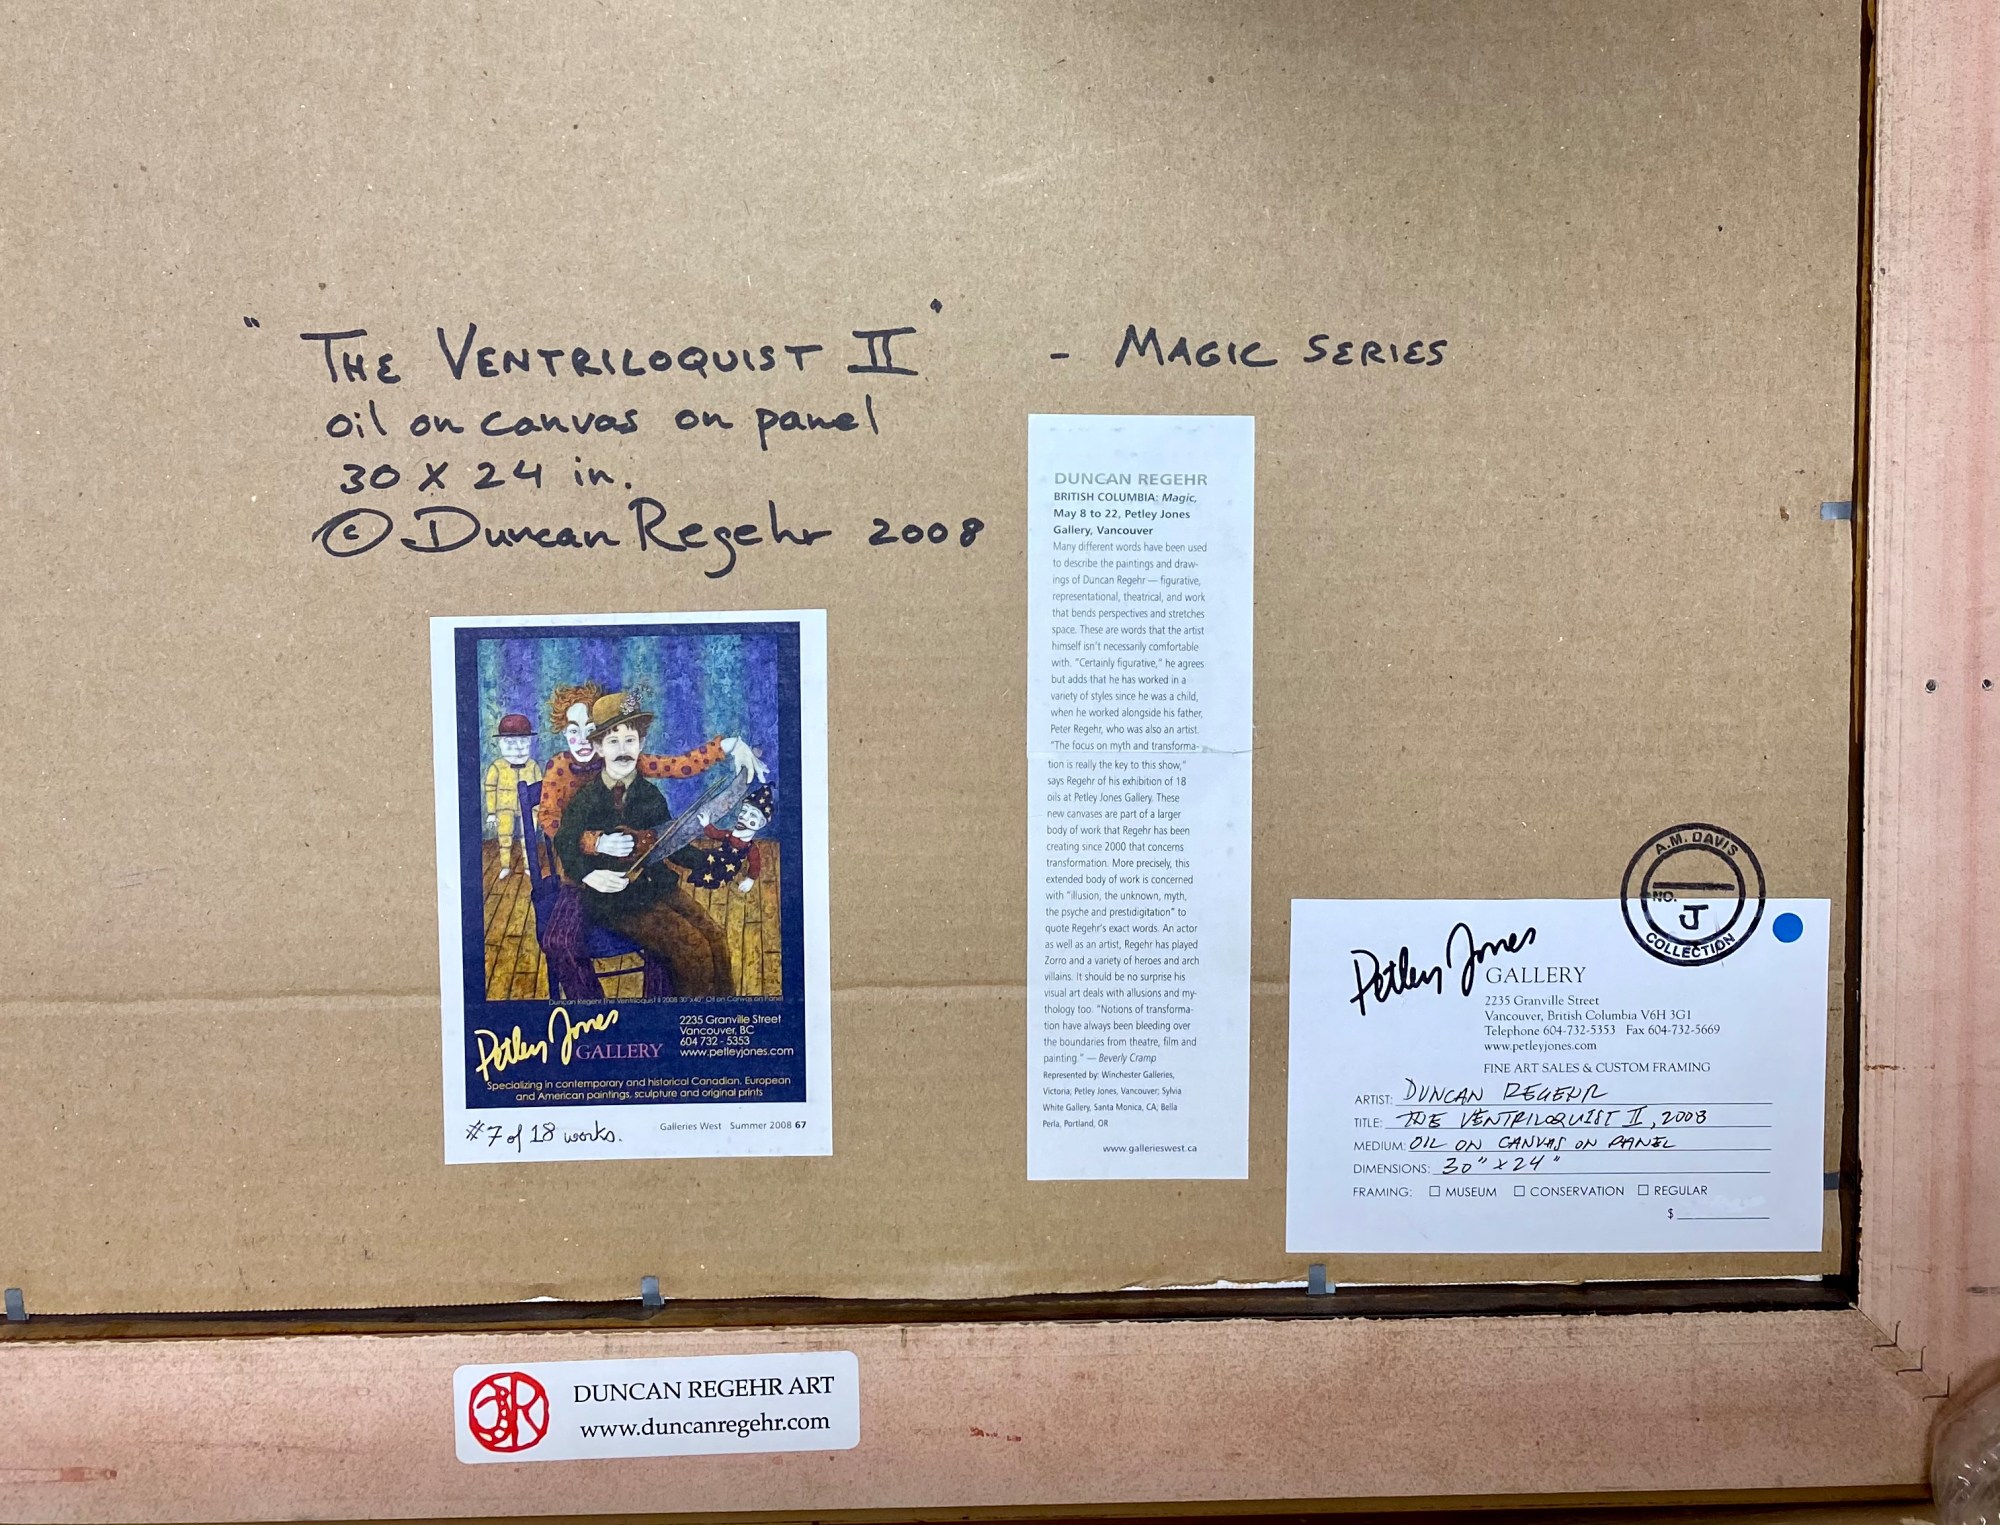 "THE VENTRILOQUIST II" - MAGIC SERIES
oil on canvas on panel
30 X 24 in.
© Duncan Regehr 2008
DUNCAN REGEHR
BRITISH COLUMBIA: Magic,
May 8 to 22, Petley Jones
Gallery, Vancouver
Many different words have been used
to describe the paintings and draw-
ings of Duncan Regehr — figurative,
representational, theatrical, and work
that bends perspectives and stretches
space. These are words that the artist
himself isn't necessarily comfortable
with. "Certainly figurative," he agrees
but adds that he has worked in a
variety of styles since he was a child,
when he worked alongside his father,
Peter Regehr, who was also an artist.
"The focus on myth and transforma-
tion is really the key to this show,"
says Regehr of his exhibition of 18
oils at Petley Jones Gallery. These
new canvases are part of a larger
body of work that Regehr has been
creating since 2000 that concerns
transformation. More precisely, this
extended body of work is concerned
with "illusion, the unknown, myth,
the psyche and prestidigitation" to
quote Regehr's exact words. An actor
as well as an artist, Regehr has played
Zorro and a variety of heroes and arch
villains. It should be no surprise his
visual art deals with allusions and my-
thology too. "Notions of transforma-
tion have always been bleeding over
the boundaries from theatre, film and
painting." — Beverly Cramp
Represented by: Winchester Galleries,
Victoria; Petley Jones, Vancouver; Sylvia
White Gallery, Santa Monica, CA; Bella
Perla, Portland, OR
www.gallerieswest.ca
Duncan Regehr The Ventriloquist II 2008 30"x40" Oil on Canvas on Panel
Petley Jones
GALLERY
2235 Granville Street
Vancouver, BC
604 732 - 5353
www.petleyjones.com
Specializing in contemporary and historical Canadian, European
and American paintings, sculpture and original prints
#7 of 18 works.
Galleries West Summer 2008 67
A.M. DAVIS
NO.
J
COLLECTION
Petley Jones
GALLERY
2235 Granville Street
Vancouver, British Columbia V6H 3G1
Telephone 604-732-5353 Fax 604-732-5669
www.petleyjones.com
FINE ART SALES & CUSTOM FRAMING
ARTIST: DUNCAN REGEHR
TITLE: THE VENTRILOQUIST II, 2008
MEDIUM: OIL ON CANVAS ON PANEL
DIMENSIONS: 30" x 24"
FRAMING: ☐ MUSEUM ☐ CONSERVATION ☐ REGULAR
$
DUNCAN REGEHR ART
www.duncanregehr.com